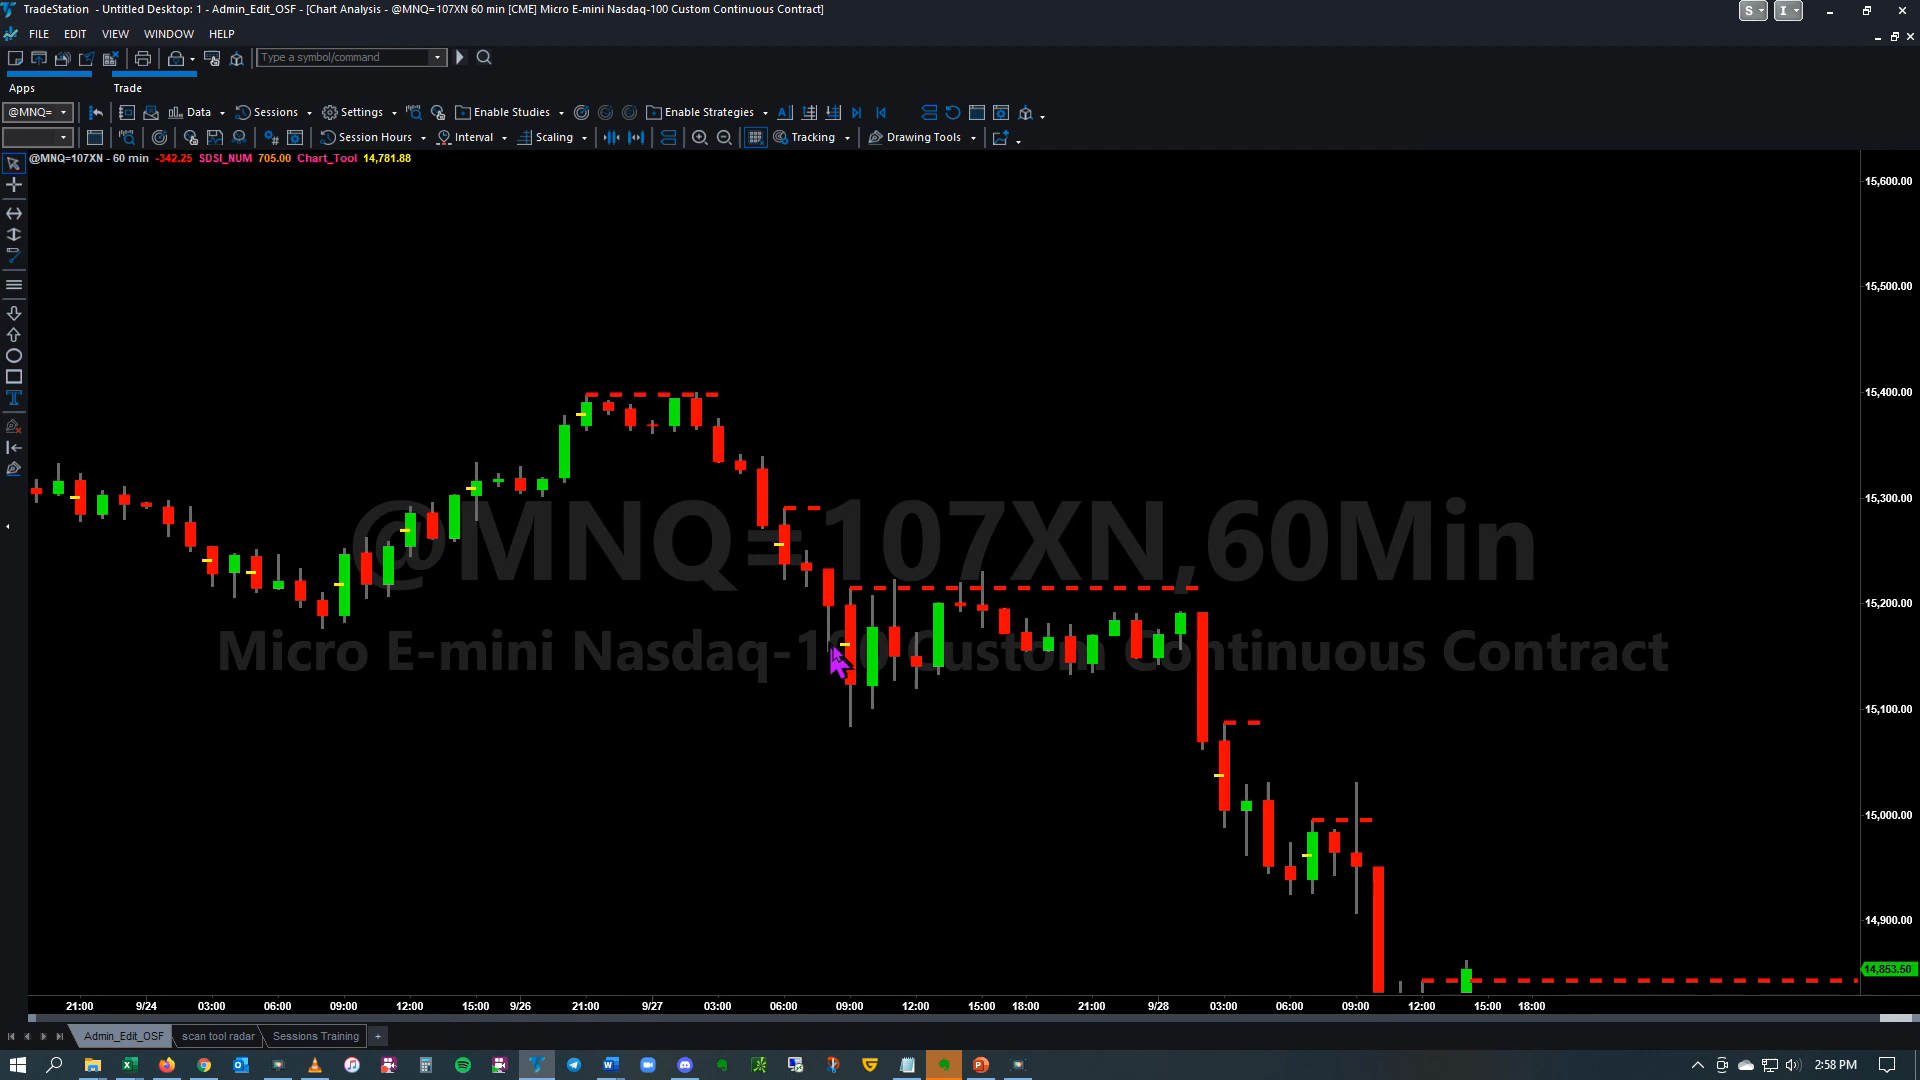 TradeStation - Untitled Desktop: 1 - Admin_Edit_OSF - [Chart Analysis - @MNQ=107XN 60 min [CME] Micro E-mini Nasdaq-100 Custom Continuous Contract]
S I
FILE EDIT VIEW WINDOW HELP
Type a symbol/command
Apps Trade
@MNQ= Data Sessions Settings Enable Studies Enable Strategies
Session Hours Interval Scaling Tracking Drawing Tools
@MNQ=107XN - 60 min -342.25 SDSI_NUM 705.00 Chart_Tool 14,781.88
15,600.00
15,500.00
15,400.00
15,300.00
15,200.00
15,100.00
15,000.00
14,900.00
14,853.50
@MNQ=107XN,60Min
Micro E-mini Nasdaq-100 Custom Continuous Contract
21:00 9/24 03:00 06:00 09:00 12:00 15:00 9/26 21:00 9/27 03:00 06:00 09:00 12:00 15:00 18:00 21:00 9/28 03:00 06:00 09:00 12:00 15:00 18:00
Admin_Edit_OSF scan tool radar Sessions Training +
2:58 PM